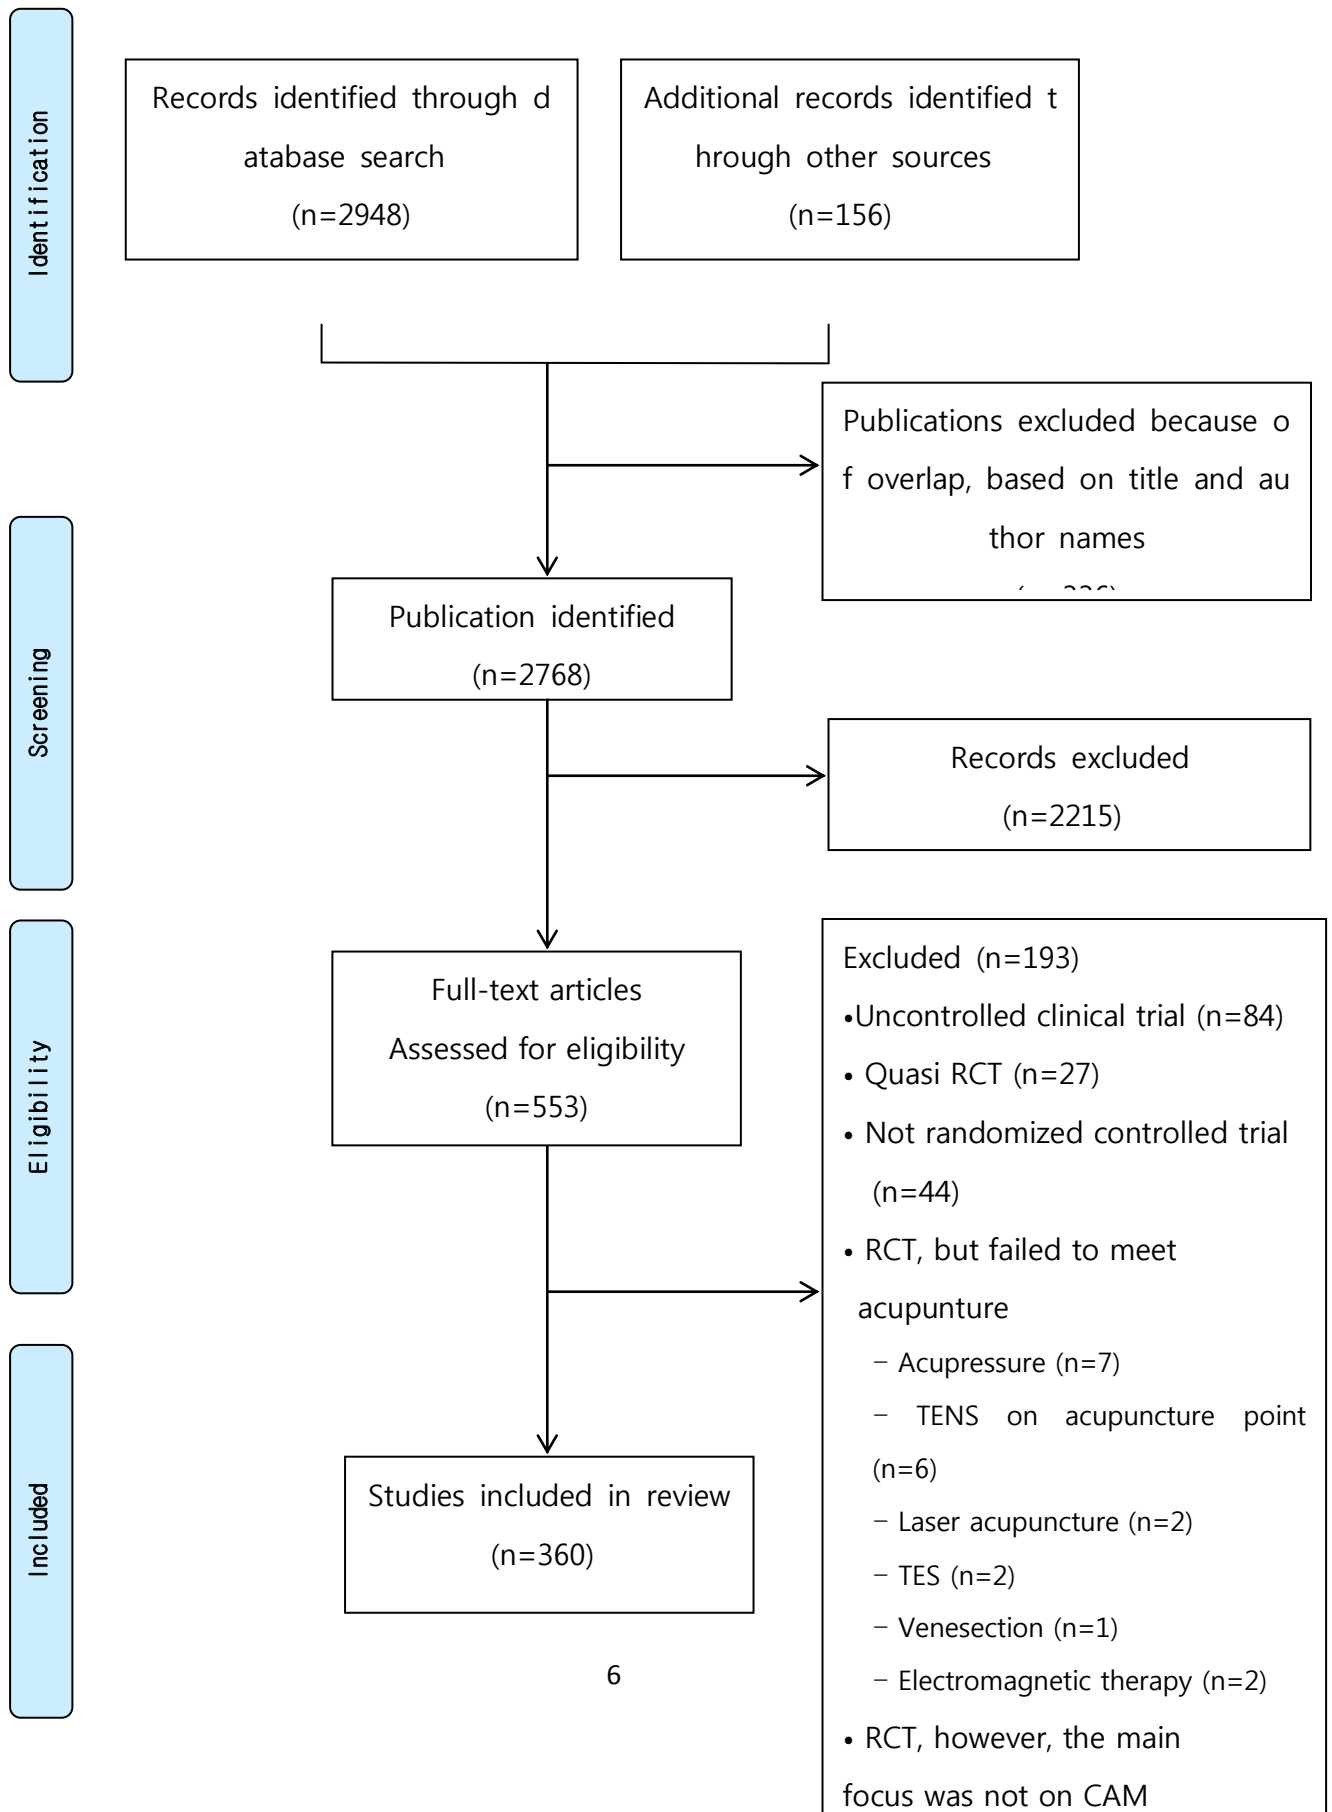 Identification
Records identified through d
atabase search
(n=2948)
Additional records identified t
hrough other sources
(n=156)
Publications excluded because o
f overlap, based on title and au
thor names
Screening
Publication identified
(n=2768)
Records excluded
(n=2215)
Eligibility
Full-text articles
Assessed for eligibility
(n=553)
Excluded (n=193)
•Uncontrolled clinical trial (n=84)
• Quasi RCT (n=27)
• Not randomized controlled trial
(n=44)
• RCT, but failed to meet
acupunture
– Acupressure (n=7)
– TENS on acupuncture point
(n=6)
– Laser acupuncture (n=2)
– TES (n=2)
– Venesection (n=1)
– Electromagnetic therapy (n=2)
• RCT, however, the main
focus was not on CAM
Included
Studies included in review
(n=360)
6